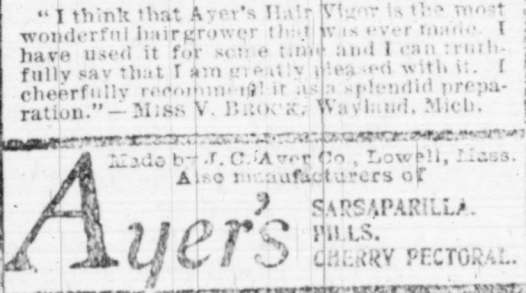 "I think that Ayer's Hair Vigor is the most
wonderful hair grower that was ever made. I
have used it for some time and I can truth-
fully say that I am greatly pleased with it. I
cheerfully recommend it as a splendid prepa-
ration."—MISS V. BROCK, Wayland, Mich.
Made by J. C. Ayer Co., Lowell, Mass.
Also manufacturers of
Ayer's
SARSAPARILLA.
PILLS.
CHERRY PECTORAL.